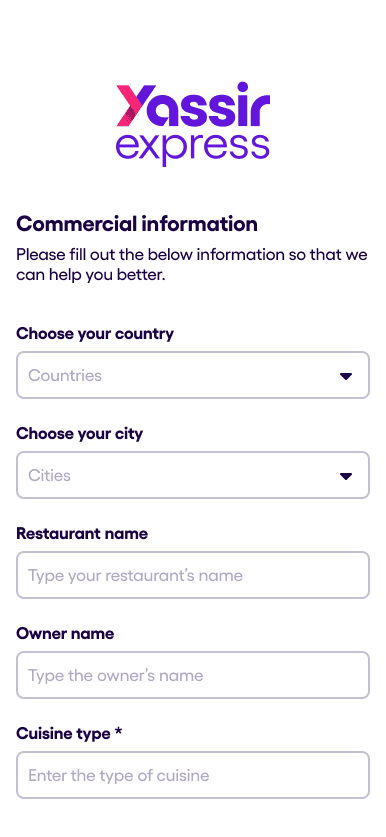 Yassir
express
Commercial information
Please fill out the below information so that we
can help you better.
Choose your country
Countries
Choose your city
Cities
Restaurant name
Type your restaurant’s name
Owner name
Type the owner’s name
Cuisine type *
Enter the type of cuisine